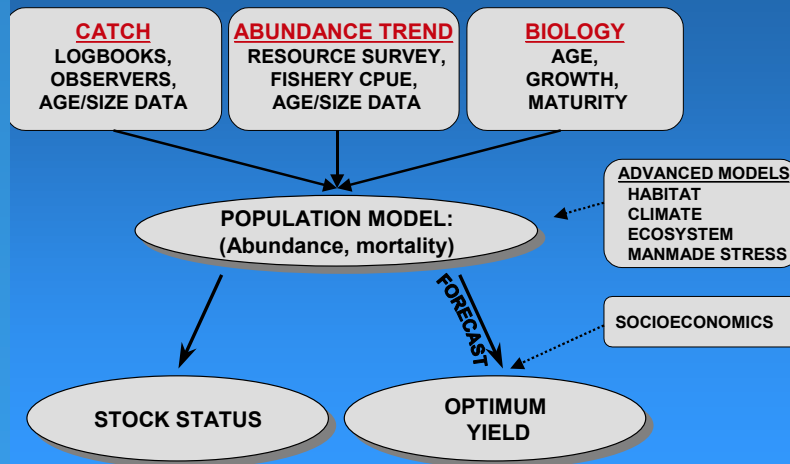 CATCH
LOGBOOKS,
OBSERVERS,
AGE/SIZE DATA
ABUNDANCE TREND
RESOURCE SURVEY,
FISHERY CPUE,
AGE/SIZE DATA
BIOLOGY
AGE,
GROWTH,
MATURITY
ADVANCED MODELS
HABITAT
CLIMATE
ECOSYSTEM
MANMADE STRESS
POPULATION MODEL:
(Abundance, mortality)
FORECAST
SOCIOECONOMICS
STOCK STATUS
OPTIMUM
YIELD